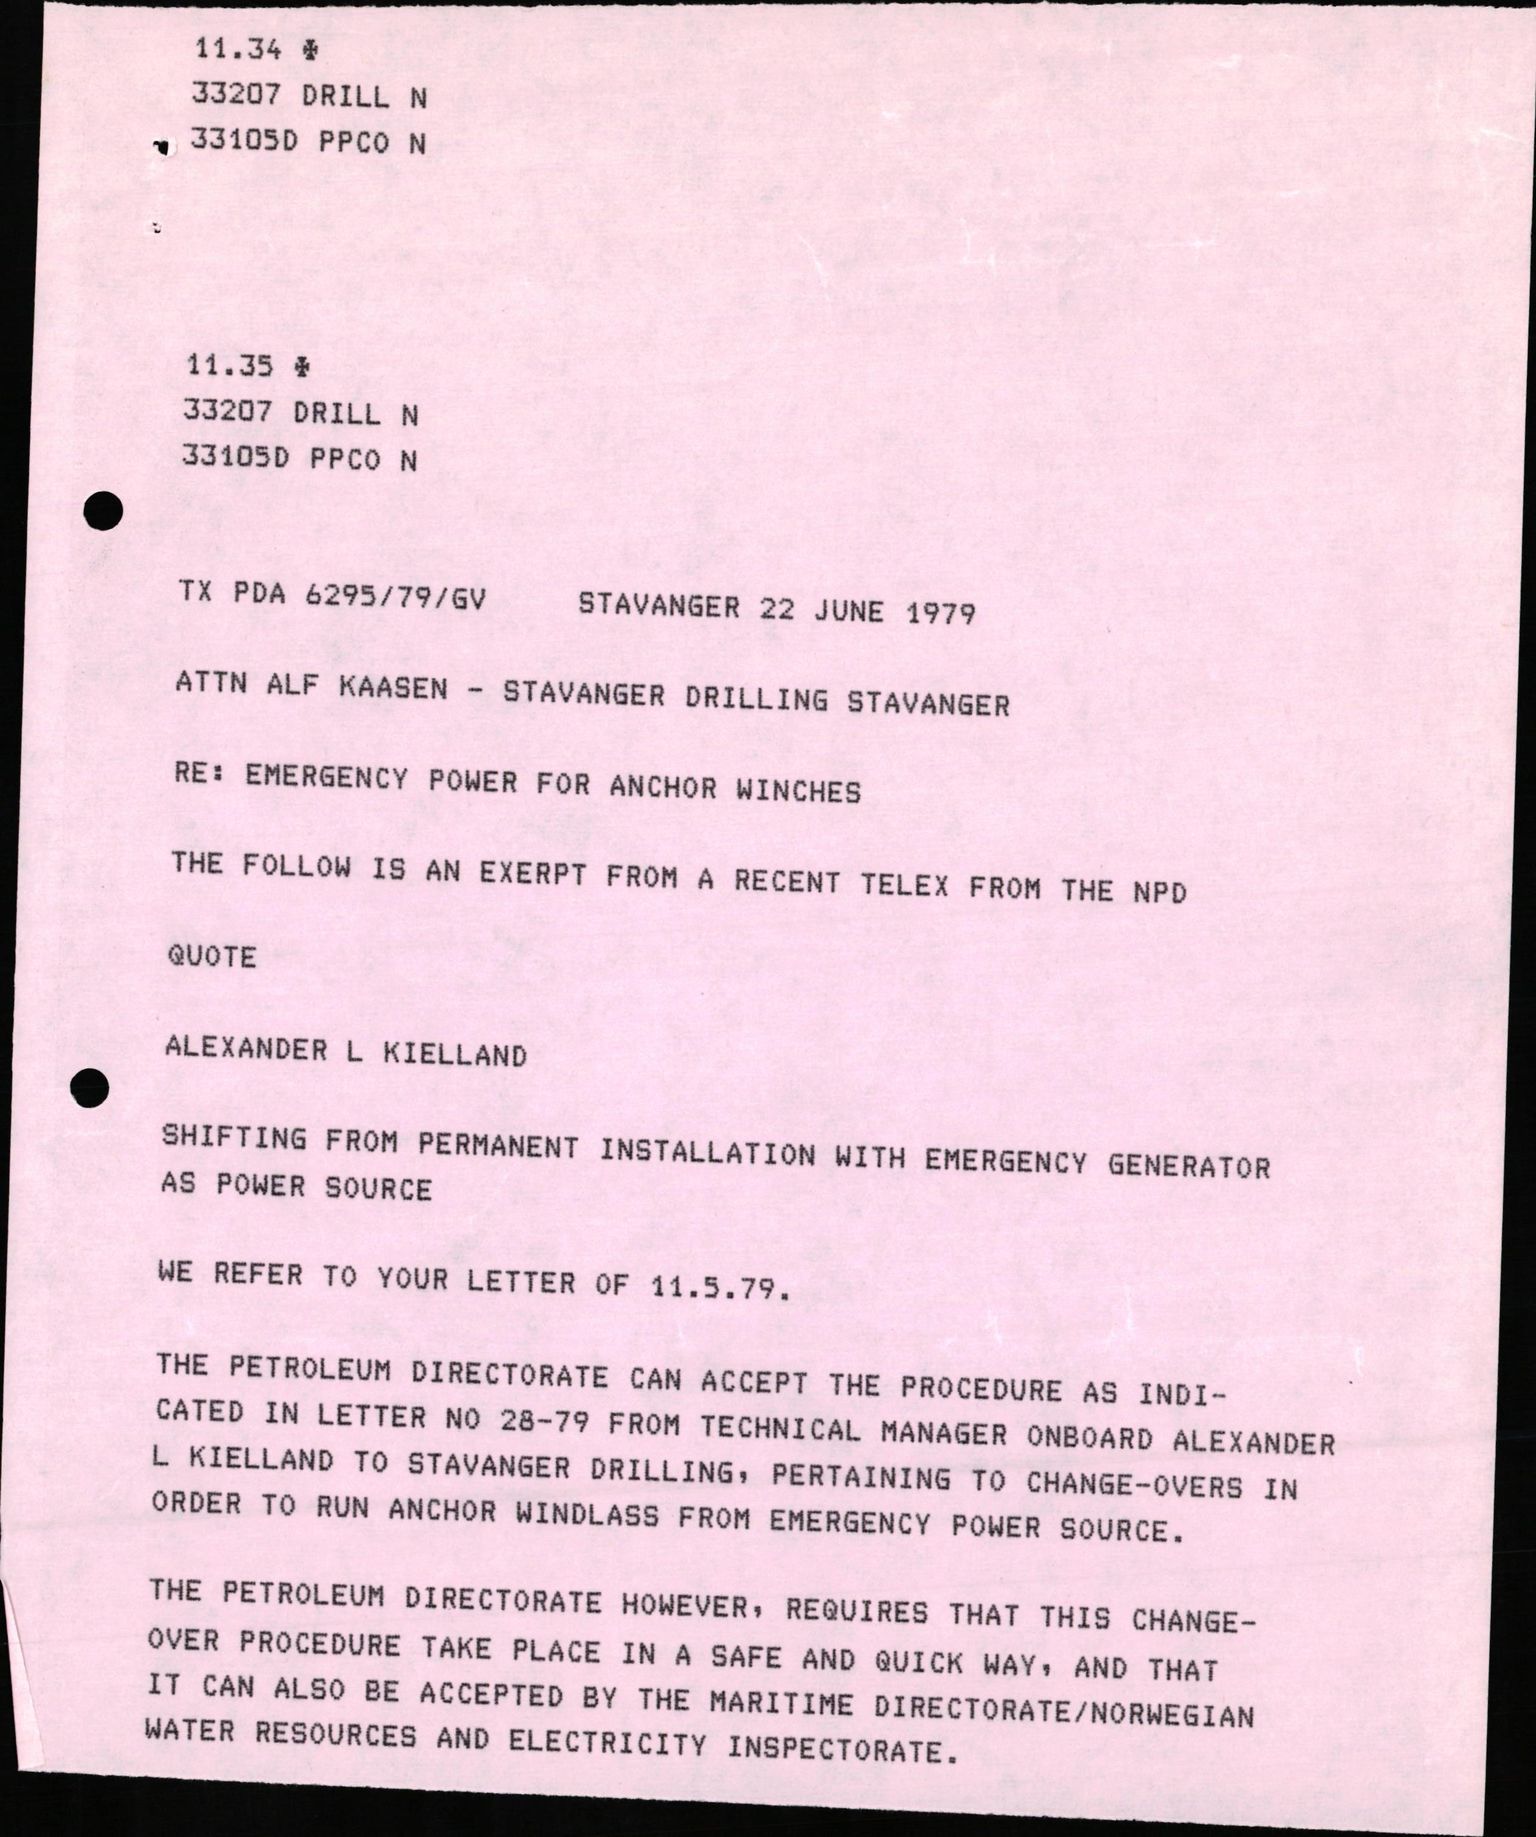 11.34 ✠
33207 DRILL N
33105D PPCO N
11.35 ✠
33207 DRILL N
33105D PPCO N
TX PDA 6295/79/GV STAVANGER 22 JUNE 1979
ATTN ALF KAASEN - STAVANGER DRILLING STAVANGER
RE: EMERGENCY POWER FOR ANCHOR WINCHES
THE FOLLOW IS AN EXERPT FROM A RECENT TELEX FROM THE NPD
QUOTE
ALEXANDER L KIELLAND
SHIFTING FROM PERMANENT INSTALLATION WITH EMERGENCY GENERATOR
AS POWER SOURCE
WE REFER TO YOUR LETTER OF 11.5.79.
THE PETROLEUM DIRECTORATE CAN ACCEPT THE PROCEDURE AS INDI-
CATED IN LETTER NO 28-79 FROM TECHNICAL MANAGER ONBOARD ALEXANDER
L KIELLAND TO STAVANGER DRILLING, PERTAINING TO CHANGE-OVERS IN
ORDER TO RUN ANCHOR WINDLASS FROM EMERGENCY POWER SOURCE.
THE PETROLEUM DIRECTORATE HOWEVER, REQUIRES THAT THIS CHANGE-
OVER PROCEDURE TAKE PLACE IN A SAFE AND QUICK WAY, AND THAT
IT CAN ALSO BE ACCEPTED BY THE MARITIME DIRECTORATE/NORWEGIAN
WATER RESOURCES AND ELECTRICITY INSPECTORATE.